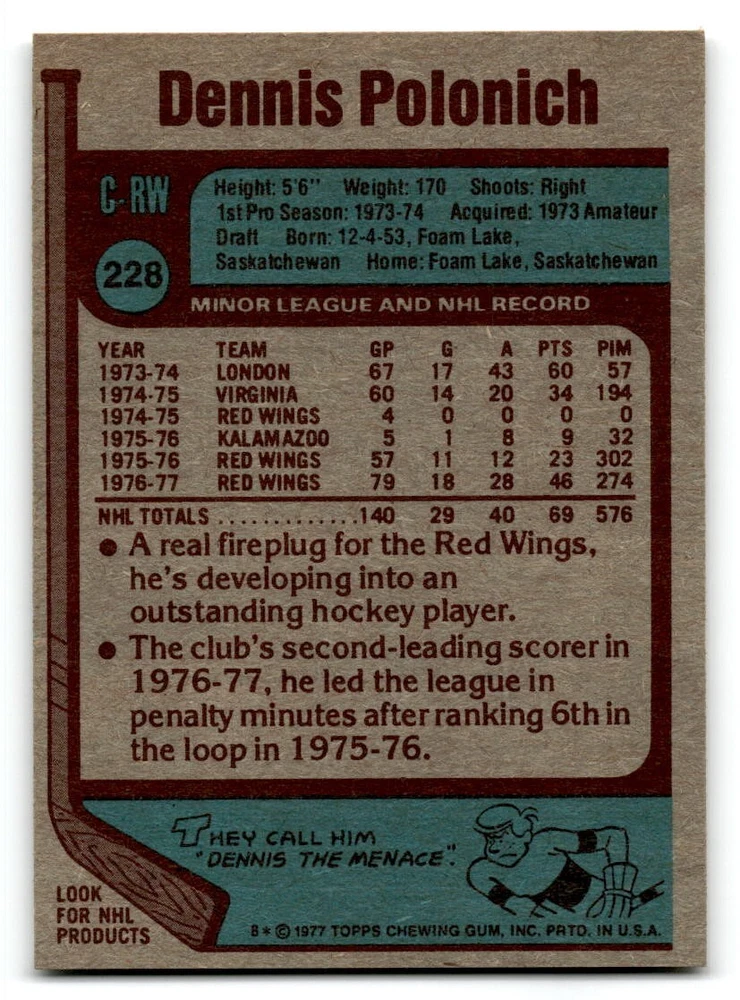 Dennis Polonich
C-RW
Height: 5'6" Weight: 170 Shoots: Right
1st Pro Season: 1973-74 Acquired: 1973 Amateur
Draft Born: 12-4-53, Foam Lake,
Saskatchewan Home: Foam Lake, Saskatchewan
228
MINOR LEAGUE AND NHL RECORD
YEAR TEAM GP G A PTS PIM
1973-74 LONDON 67 17 43 60 57
1974-75 VIRGINIA 60 14 20 34 194
1974-75 RED WINGS 4 0 0 0 0
1975-76 KALAMAZOO 5 1 8 9 32
1975-76 RED WINGS 57 11 12 23 302
1976-77 RED WINGS 79 18 28 46 274
NHL TOTALS ............140 29 40 69 576
● A real fireplug for the Red Wings,
he's developing into an
outstanding hockey player.
● The club's second-leading scorer in
1976-77, he led the league in
penalty minutes after ranking 6th in
the loop in 1975-76.
THEY CALL HIM
"DENNIS THE MENACE".
LOOK
FOR NHL
PRODUCTS
B* © 1977 TOPPS CHEWING GUM, INC. PRTD. IN U.S.A.